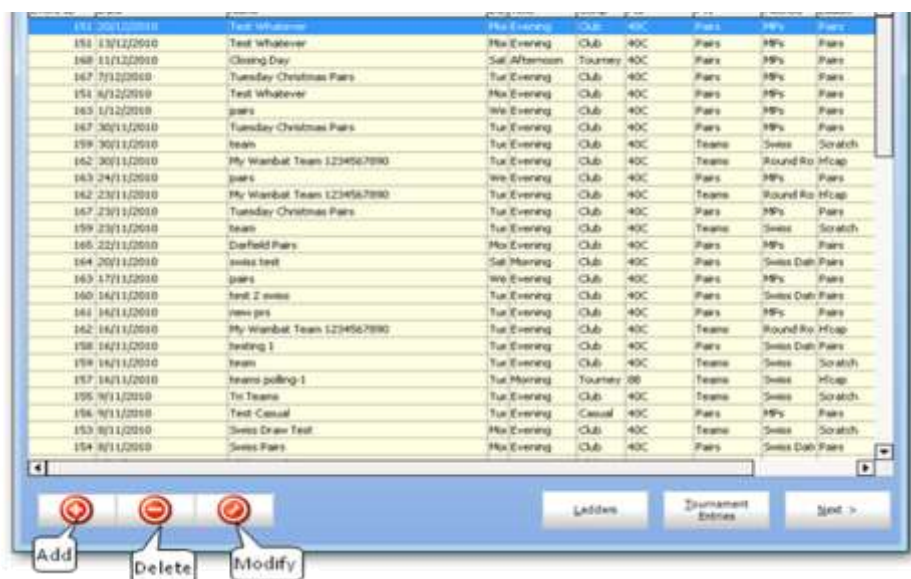 151 20/12/2010 Test Whatever Evening Club 40C Pairs MPs Pairs
151 13/12/2010 Test Whatever Mon Evening Club 40C Pairs MPs Pairs
168 11/12/2010 Closing Day Sat Afternoon Tourney 40C Pairs MPs Pairs
167 7/12/2010 Tuesday Christmas Pairs Tue Evening Club 40C Pairs MPs Pairs
151 6/12/2010 Test Whatever Mon Evening Club 40C Pairs MPs Pairs
163 1/12/2010 pairs We Evening Club 40C Pairs MPs Pairs
167 30/11/2010 Tuesday Christmas Pairs Tue Evening Club 40C Pairs MPs Pairs
159 30/11/2010 team Tue Evening Club 40C Teams Swiss Scratch
162 30/11/2010 My Wambat Team 1234567890 Tue Evening Club 40C Teams Round Ro H'cap
163 24/11/2010 pairs We Evening Club 40C Pairs MPs Pairs
162 23/11/2010 My Wambat Team 1234567890 Tue Evening Club 40C Teams Round Ro H'cap
167 23/11/2010 Tuesday Christmas Pairs Tue Evening Club 40C Pairs MPs Pairs
159 23/11/2010 team Tue Evening Club 40C Teams Swiss Scratch
165 22/11/2010 Darfield Pairs Mon Evening Club 40C Pairs MPs Pairs
164 20/11/2010 swiss test Sat Morning Club 40C Pairs Swiss Dat Pairs
163 17/11/2010 pairs We Evening Club 40C Pairs MPs Pairs
160 16/11/2010 test 2 swiss Tue Evening Club 40C Pairs Swiss Dat Pairs
161 16/11/2010 new prs Tue Evening Club 40C Pairs MPs Pairs
162 16/11/2010 My Wambat Team 1234567890 Tue Evening Club 40C Teams Round Ro H'cap
158 16/11/2010 testing 1 Tue Evening Club 40C Pairs Swiss Dat Pairs
159 16/11/2010 team Tue Evening Club 40C Teams Swiss Scratch
157 16/11/2010 teams polling-1 Tue Morning Tourney 8B Teams Swiss H'cap
155 9/11/2010 Tri Teams Tue Evening Club 40C Teams Swiss Scratch
156 9/11/2010 Test Casual Tue Evening Casual 40C Pairs MPs Pairs
153 8/11/2010 Swiss Draw Test Mon Evening Club 40C Teams Swiss Scratch
154 8/11/2010 Swiss Pairs Mon Evening Club 40C Pairs Swiss Dat Pairs
Ladders
Tournament Entries
Next >
Add
Delete
Modify